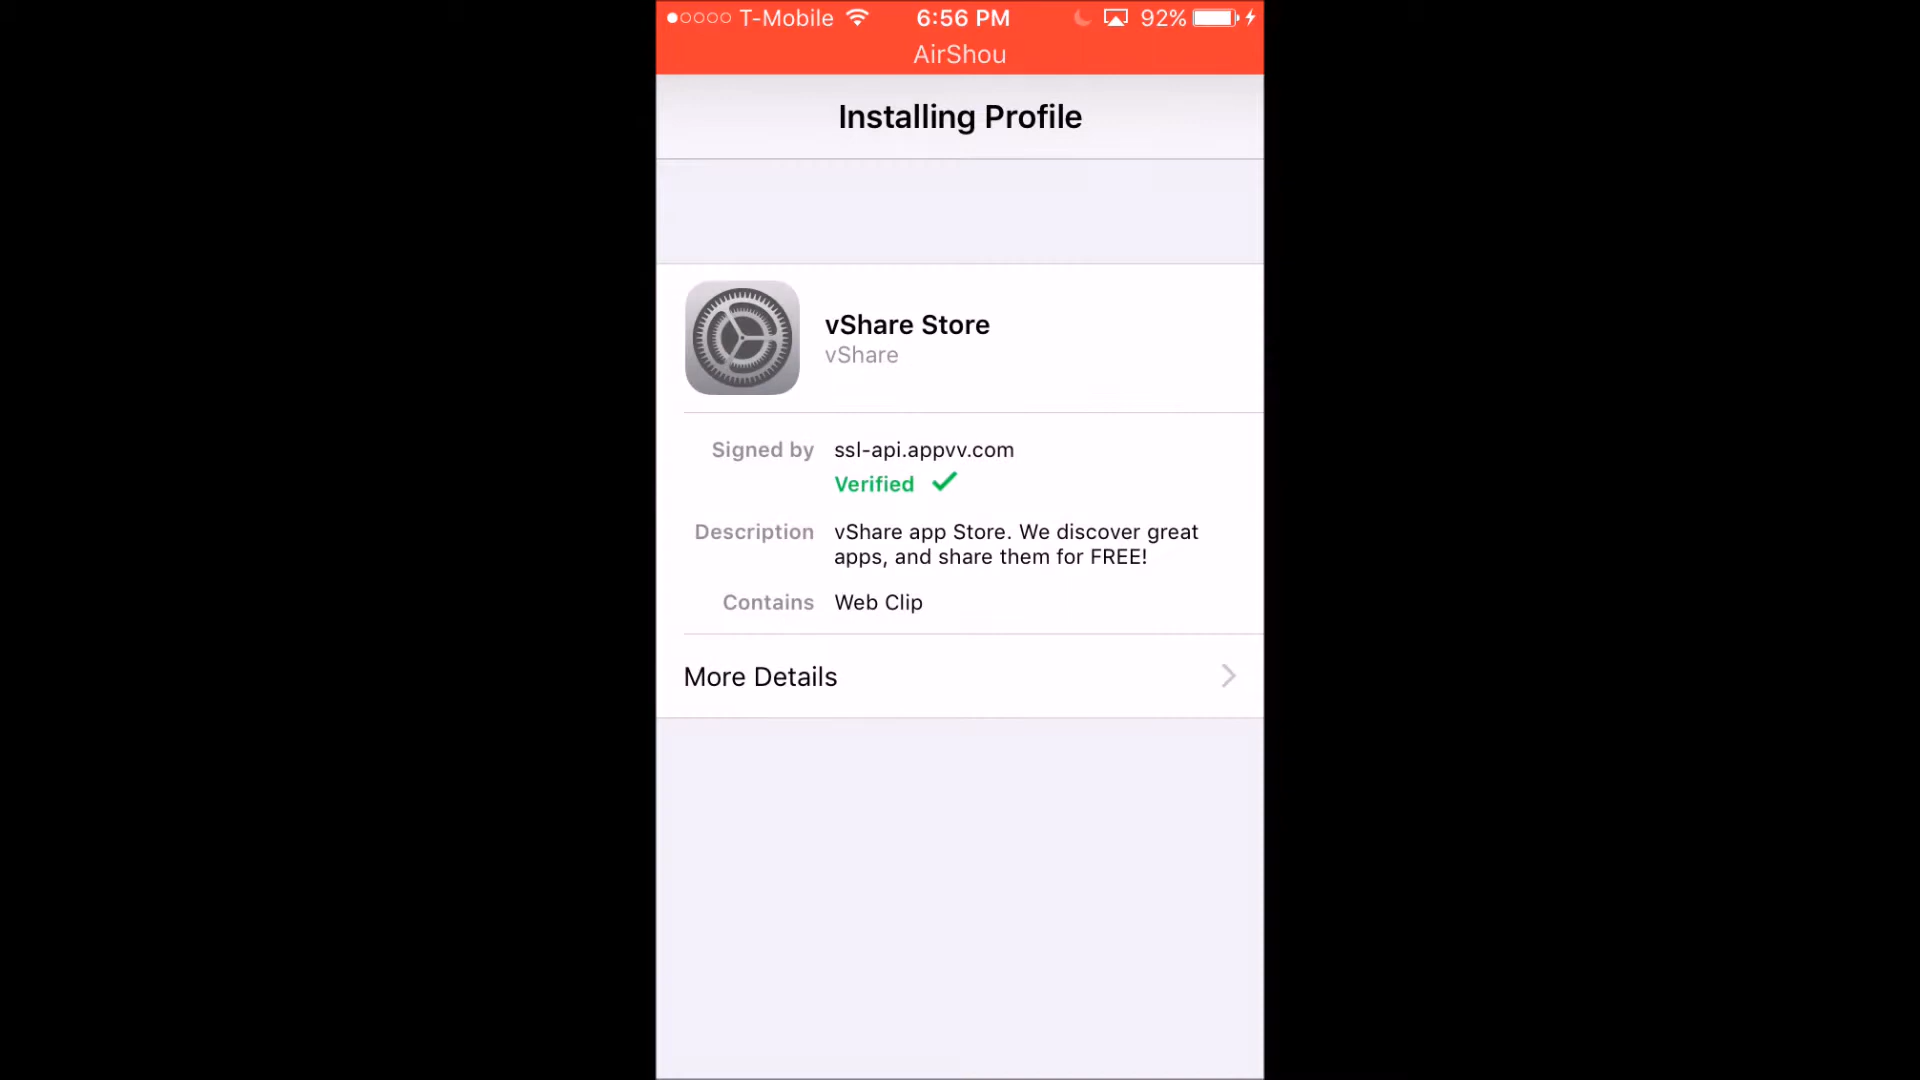 T-Mobile 6:56 PM 92%
AirShou
Installing Profile
vShare Store
vShare
Signed by ssl-api.appvv.com
Verified
Description vShare app Store. We discover great
apps, and share them for FREE!
Contains Web Clip
More Details